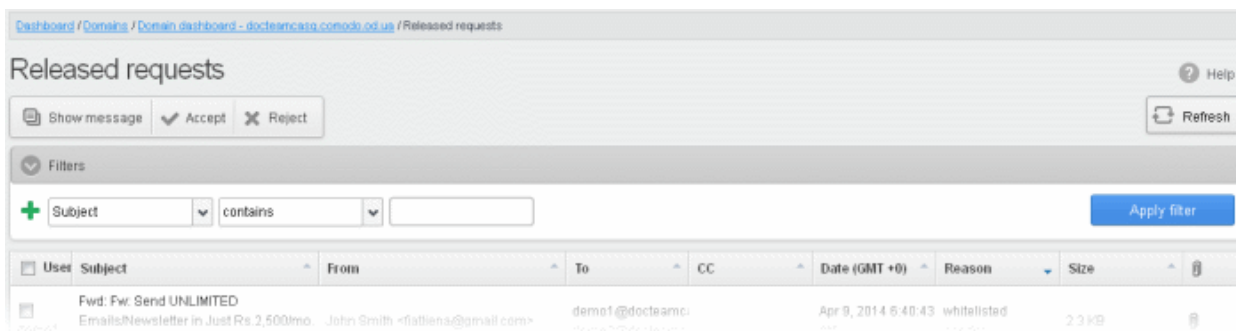 Dashboard / Domains / Domain dashboard - docteamcasg.comodo.od.ua / Released requests
Released requests
Help
Show message Accept Reject
Refresh
Filters
Subject contains
Apply filter
User Subject From To CC Date (GMT +0) Reason Size
Fwd: Fw: Send UNLIMITED
Emails/Newsletter in Just Rs.2,500/mo. John Smith <fiatliena@gmail.com> demo1@docteamc Apr 9, 2014 6:40:43 whitelisted 2.3 KB